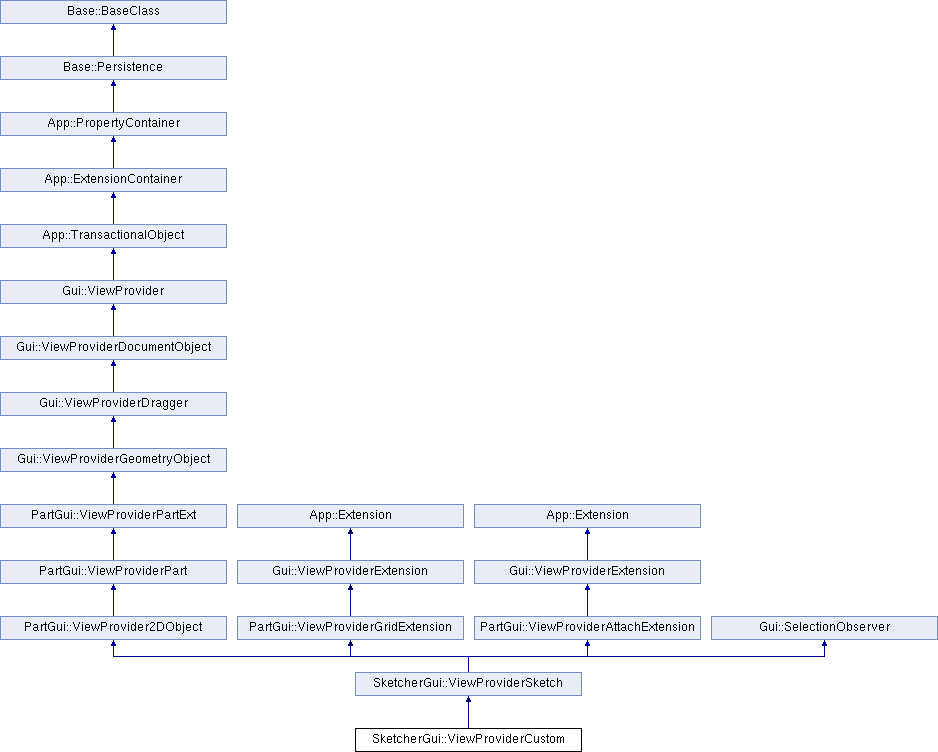 Base::BaseClass
Base::Persistence
App::PropertyContainer
App::ExtensionContainer
App::TransactionalObject
Gui::ViewProvider
Gui::ViewProviderDocumentObject
Gui::ViewProviderDragger
Gui::ViewProviderGeometryObject
PartGui::ViewProviderPartExt App::Extension App::Extension
PartGui::ViewProviderPart Gui::ViewProviderExtension Gui::ViewProviderExtension
PartGui::ViewProvider2DObject PartGui::ViewProviderGridExtension PartGui::ViewProviderAttachExtension Gui::SelectionObserver
SketcherGui::ViewProviderSketch
SketcherGui::ViewProviderCustom